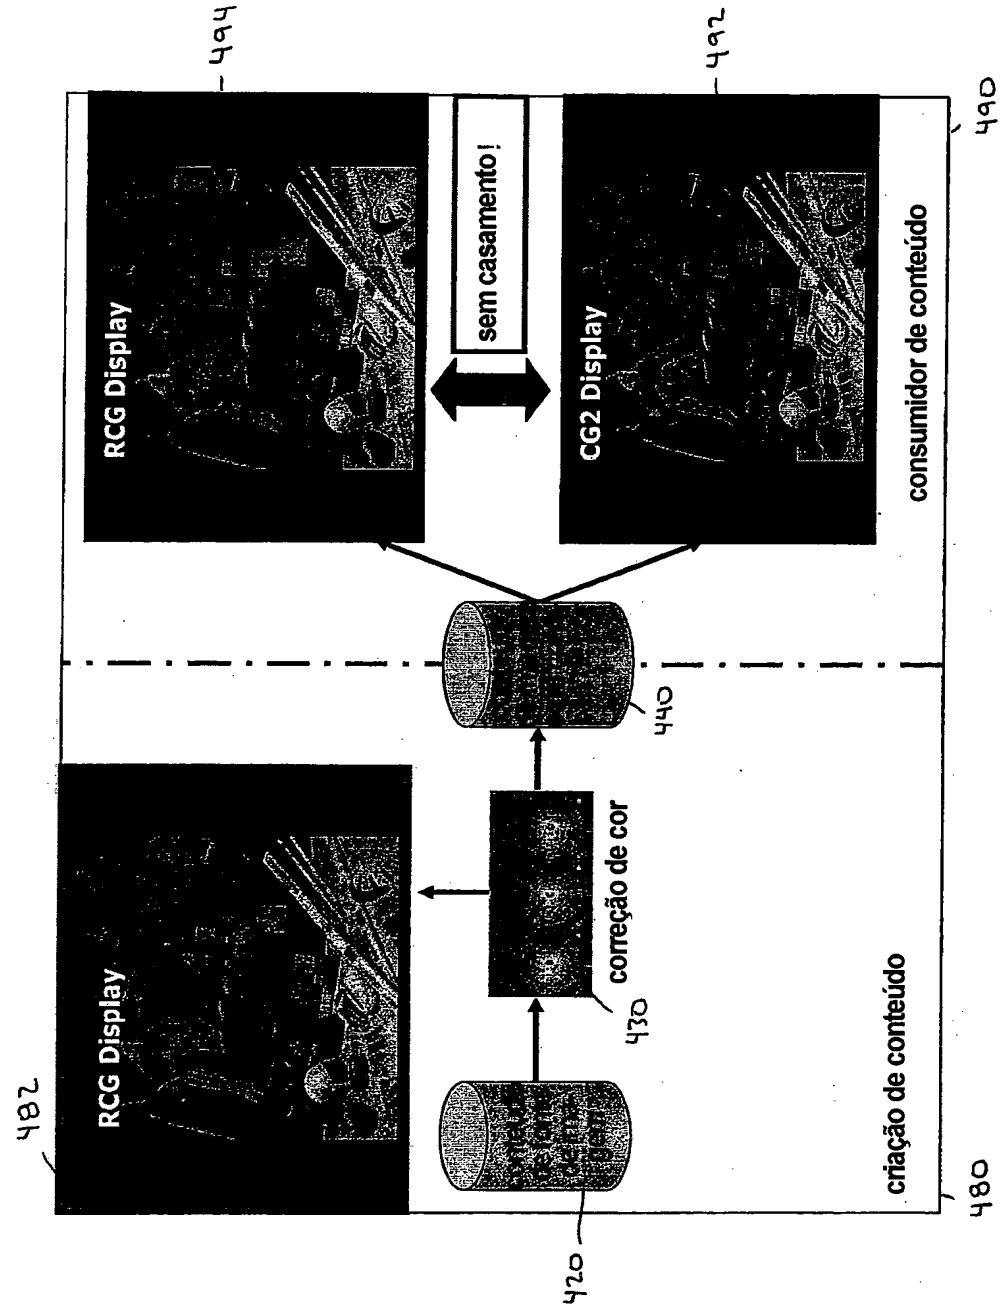 482
RCG Display
RCG Display
494
sem casamento!
CG2 Display
492
420
430
correção de cor
440
criação de conteúdo
480
consumidor de conteúdo
490